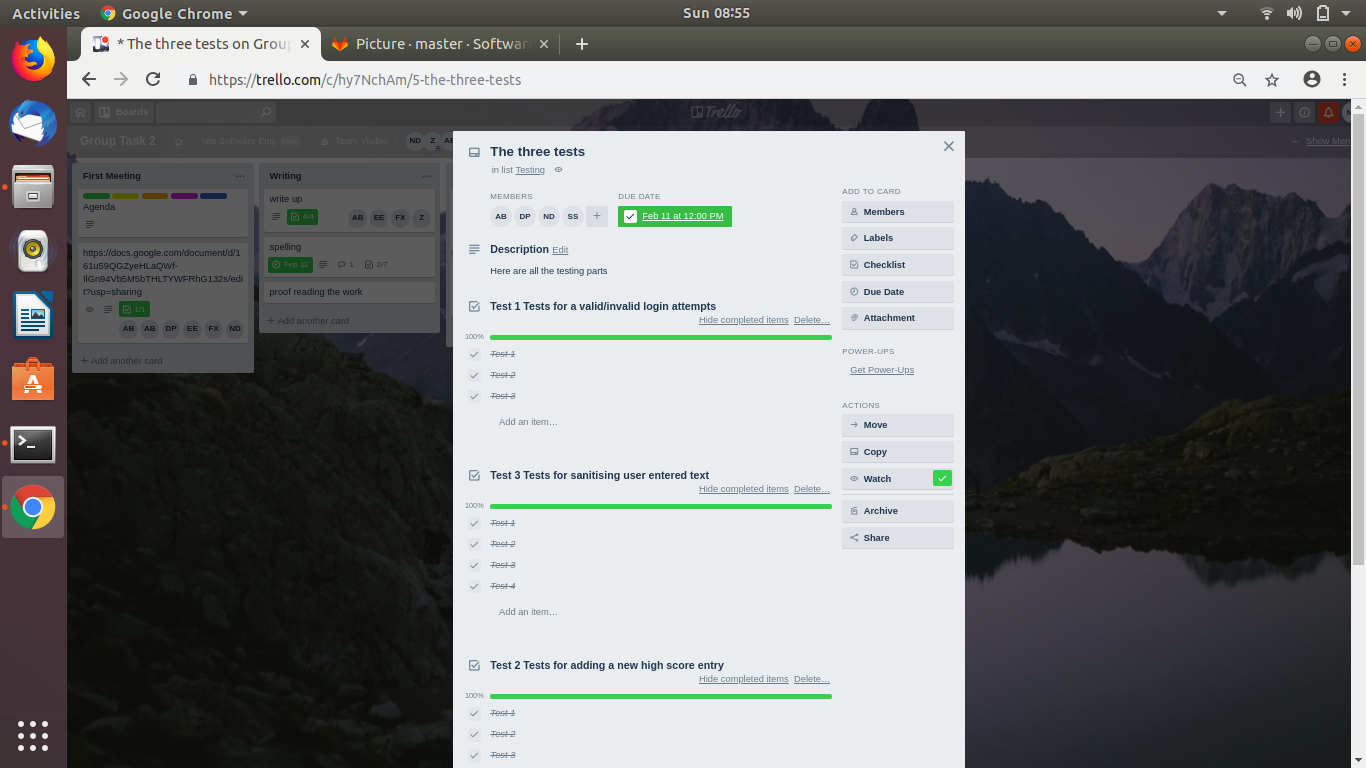 Activities
Google Chrome
Sun 08:55
* The three tests on Grou
Picture · master · Softwar
https://trello.com/c/hy7NchAm/5-the-three-tests
Boards
Trello
Group Task 2
Iota Software Eng
Free
Team Visible
ND
Z
Show Men
First Meeting
Agenda
https://docs.google.com/document/d/1
61u59QGZyeHLaQWf-
IlGn94Vb5M5bTHLTYWFRhG132s/edi
t?usp=sharing
1/1
AB AB DP EE FX ND
+ Add another card
Writing
write up
4/4
AB EE FX Z
spelling
Feb 11
1
2/7
proof reading the work
+ Add another card
The three tests
in list Testing
MEMBERS
AB DP ND SS +
DUE DATE
Feb 11 at 12:00 PM
Description Edit
Here are all the testing parts
Test 1 Tests for a valid/invalid login attempts
Hide completed items Delete…
100%
Test 1
Test 2
Test 3
Add an item…
Test 3 Tests for sanitising user entered text
Hide completed items Delete…
100%
Test 1
Test 2
Test 3
Test 4
Add an item…
Test 2 Tests for adding a new high score entry
Hide completed items Delete…
100%
Test 1
Test 2
Test 3
ADD TO CARD
Members
Labels
Checklist
Due Date
Attachment
POWER-UPS
Get Power-Ups
ACTIONS
Move
Copy
Watch
Archive
Share